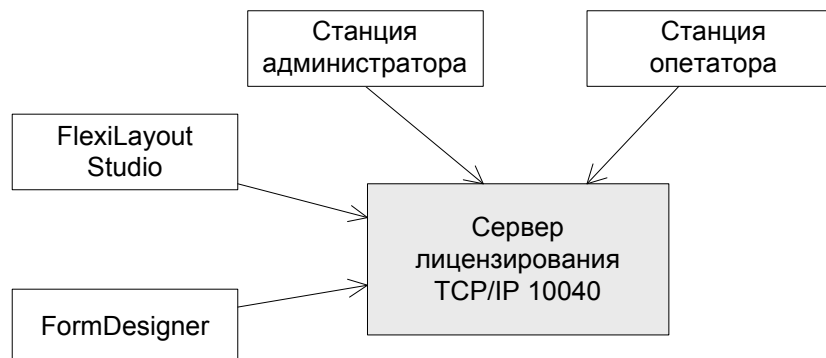 Станция
администратора
Станция
опетатора
FlexiLayout
Studio
Сервер
лицензирования
TCP/IP 10040
FormDesigner